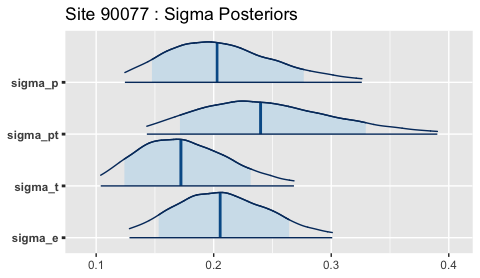 Site 90077 : Sigma Posteriors
sigma_p
sigma_pt
sigma_t
sigma_e
0.1 0.2 0.3 0.4